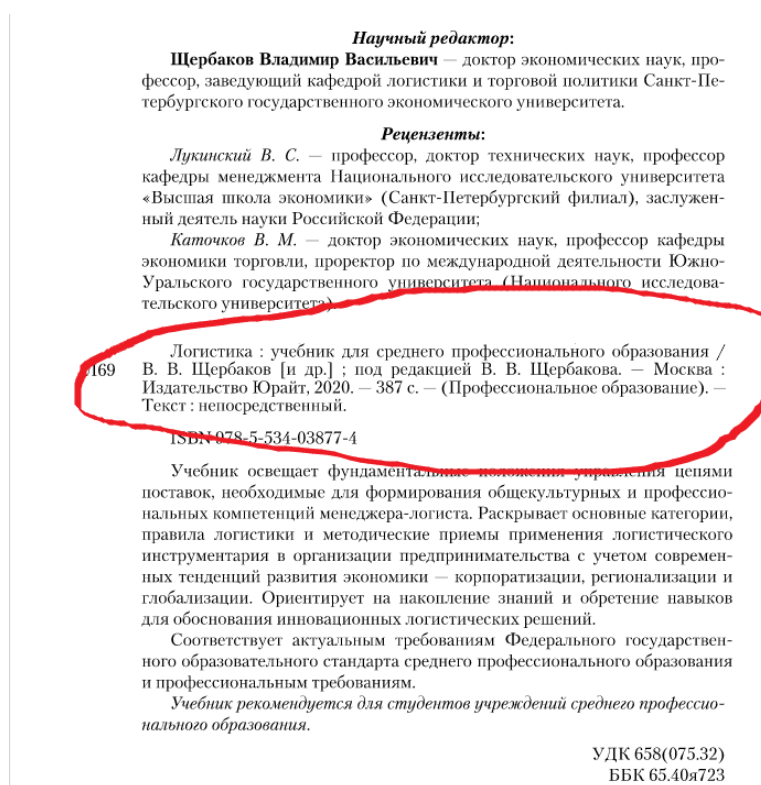 Научный редактор:
Щербаков Владимир Васильевич — доктор экономических наук, про-
фессор, заведующий кафедрой логистики и торговой политики Санкт-Пе-
тербургского государственного экономического университета.
Рецензенты:
Лукинский В. С. — профессор, доктор технических наук, профессор
кафедры менеджмента Национального исследовательского университета
«Высшая школа экономики» (Санкт-Петербургский филиал), заслужен-
ный деятель науки Российской Федерации;
Каточков В. М. — доктор экономических наук, профессор кафедры
экономики торговли, проректор по международной деятельности Южно-
Уральского государственного университета (Национального исследова-
тельского университета).
Логистика : учебник для среднего профессионального образования /
169 В. В. Щербаков [и др.] ; под редакцией В. В. Щербакова. — Москва :
Издательство Юрайт, 2020. — 387 с. — (Профессиональное образование). —
Текст : непосредственный.
ISBN 978-5-534-03877-4
Учебник освещает фундаментальные положения управления цепями
поставок, необходимые для формирования общекультурных и профессио-
нальных компетенций менеджера-логиста. Раскрывает основные категории,
правила логистики и методические приемы применения логистического
инструментария в организации предпринимательства с учетом современ-
ных тенденций развития экономики — корпоратизации, регионализации и
глобализации. Ориентирует на накопление знаний и обретение навыков
для обоснования инновационных логистических решений.
Соответствует актуальным требованиям Федерального государствен-
ного образовательного стандарта среднего профессионального образования
и профессиональным требованиям.
Учебник рекомендуется для студентов учреждений среднего профессио-
нального образования.
УДК 658(075.32)
ББК 65.40я723